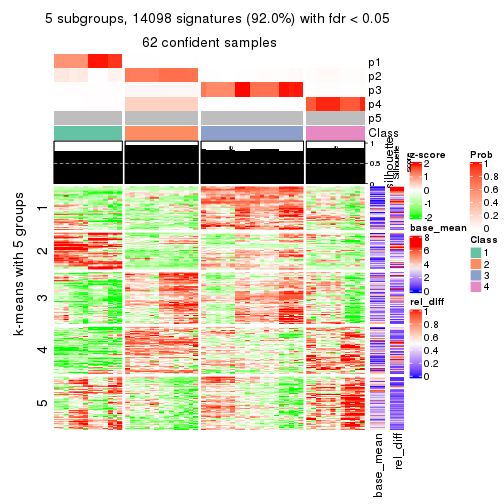 5 subgroups, 14098 signatures (92.0%) with fdr < 0.05
62 confident samples
p1
p2
p3
p4
p5
Class
1
0.5
0
silhouette
Silhouette
score
k-means with 5 groups
1
2
3
4
5
base_mean
rel_diff
z-score
2
1
0
-1
-2
base_mean
8
6
4
2
0
rel_diff
1
0.8
0.6
0.4
0.2
0
Prob
1
0.8
0.6
0.4
0.2
0
Class
1
2
3
4